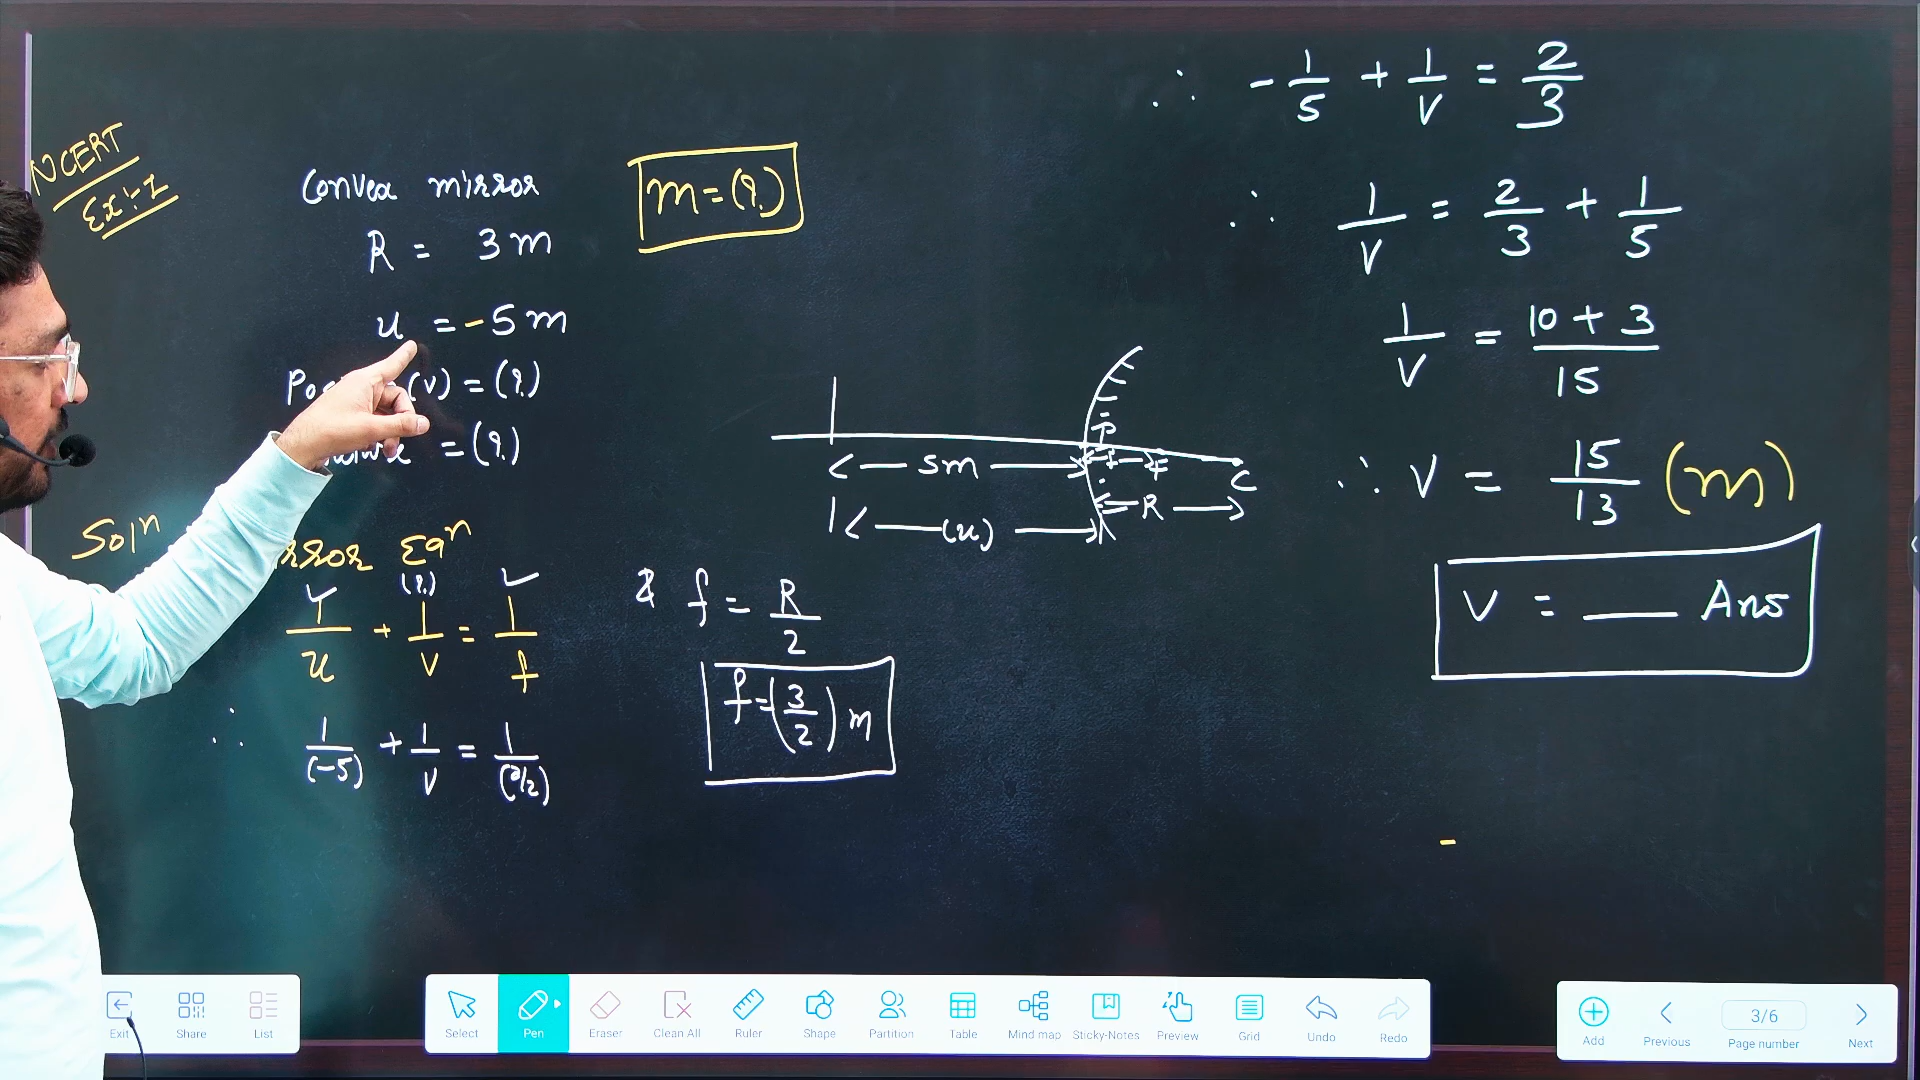 NCERT
Ex:-1
Convex mirror
R = 3m
u = -5m
(v) = (?)
= (?)
m = (?)
Solⁿ
Eqⁿ
(?)
1/u + 1/v = 1/f
∴ 1/(-5) + 1/v = 1/(3/2)
& f = R/2
f = (3/2) m
P
5m
f
F
C
R
(u)
∴ -1/5 + 1/v = 2/3
∴ 1/v = 2/3 + 1/5
1/v = 10 + 3/15
∴ v = 15/13 (m)
v = ___ Ans
Exit
Share
List
Select
Pen
Eraser
Clean All
Ruler
Shape
Partition
Table
Mind map
Sticky-Notes
Preview
Grid
Undo
Redo
Add
Previous
3/6
Page number
Next